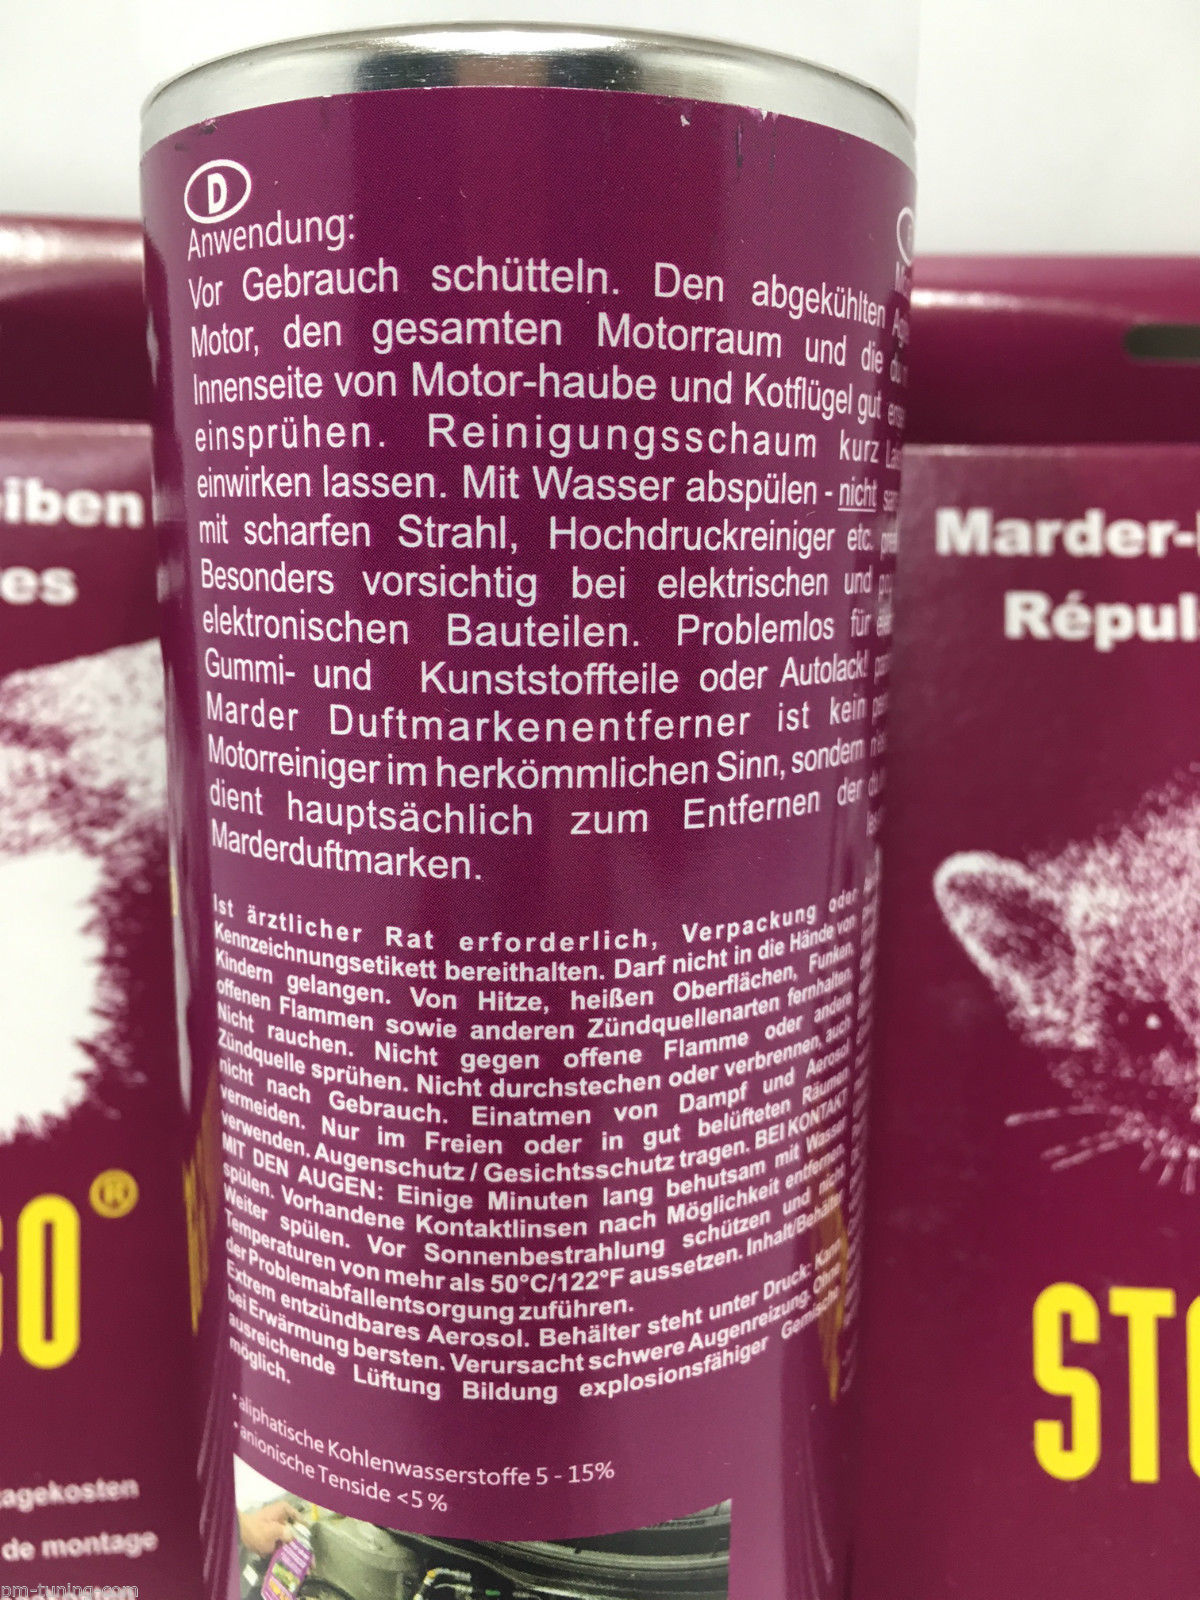 D
Anwendung:
Vor Gebrauch schütteln. Den abgekühlten
Motor, den gesamten Motorraum und die
Innenseite von Motor-haube und Kotflügel gut
einsprühen. Reinigungsschaum kurz
einwirken lassen. Mit Wasser abspülen - nicht
mit scharfen Strahl, Hochdruckreiniger etc.
Besonders vorsichtig bei elektrischen und
elektronischen Bauteilen. Problemlos für
Gummi- und Kunststoffteile oder Autolack!
Marder Duftmarkenentferner ist kein
Motorreiniger im herkömmlichen Sinn, sondern
dient hauptsächlich zum Entfernen der
Marderduftmarken.
Ist ärztlicher Rat erforderlich, Verpackung oder
Kennzeichnungsetikett bereithalten. Darf nicht in die Hände von
Kindern gelangen. Von Hitze, heißen Oberflächen, Funken,
offenen Flammen sowie anderen Zündquellenarten fernhalten.
Nicht rauchen. Nicht gegen offene Flamme oder andere
Zündquelle sprühen. Nicht durchstechen oder verbrennen, auch
nicht nach Gebrauch. Einatmen von Dampf und Aerosol
vermeiden. Nur im Freien oder in gut belüfteten Räumen
verwenden. Augenschutz / Gesichtsschutz tragen. BEI KONTAKT
MIT DEN AUGEN: Einige Minuten lang behutsam mit Wasser
spülen. Vorhandene Kontaktlinsen nach Möglichkeit entfernen.
Weiter spülen. Vor Sonnenbestrahlung schützen und nicht
Temperaturen von mehr als 50°C/122°F aussetzen. Inhalt/Behälter
der Problemabfallentsorgung zuführen.
Extrem entzündbares Aerosol. Behälter steht unter Druck: Kann
bei Erwärmung bersten. Verursacht schwere Augenreizung. Ohne
ausreichende Lüftung Bildung explosionsfähiger Gemische
möglich.
• aliphatische Kohlenwasserstoffe 5 - 15%
• anionische Tenside <5 %
Marder-
de montage
pm-tuning.com